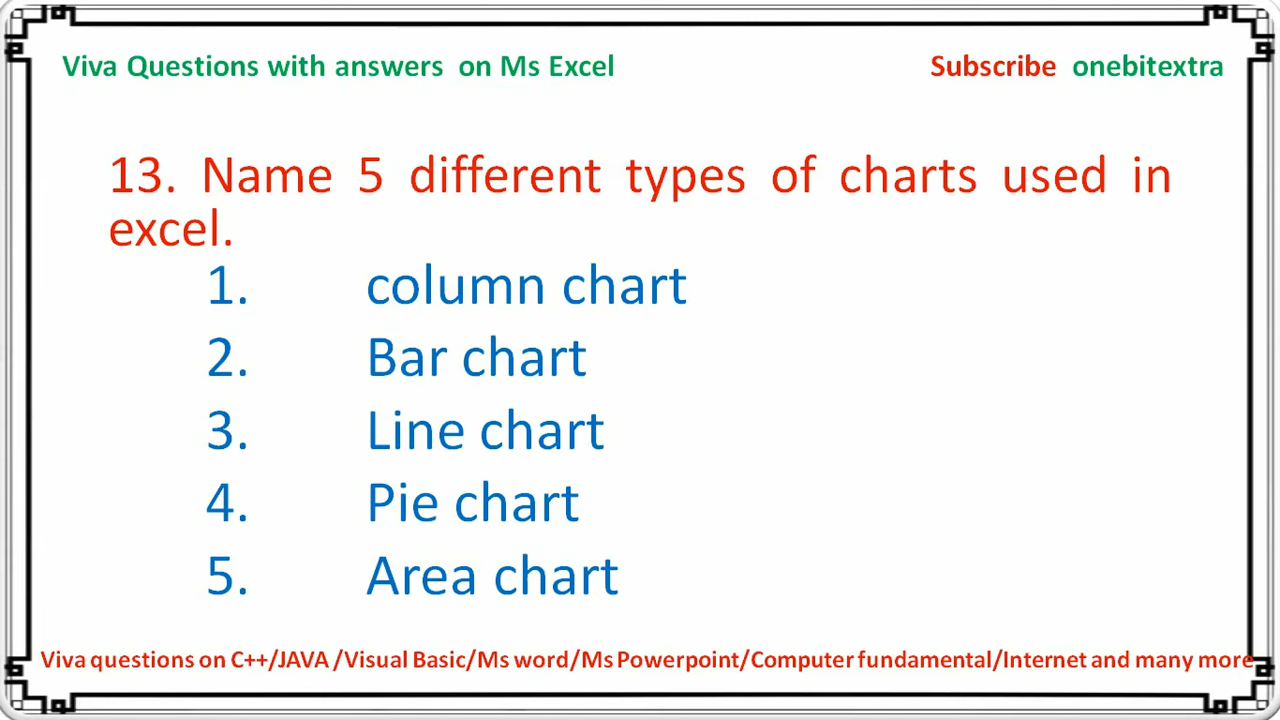 Viva Questions with answers on Ms Excel Subscribe onebitextra
13. Name 5 different types of charts used in
excel.
1. column chart
2. Bar chart
3. Line chart
4. Pie chart
5. Area chart
Viva questions on C++/JAVA /Visual Basic/Ms word/Ms Powerpoint/Computer fundamental/Internet and many more